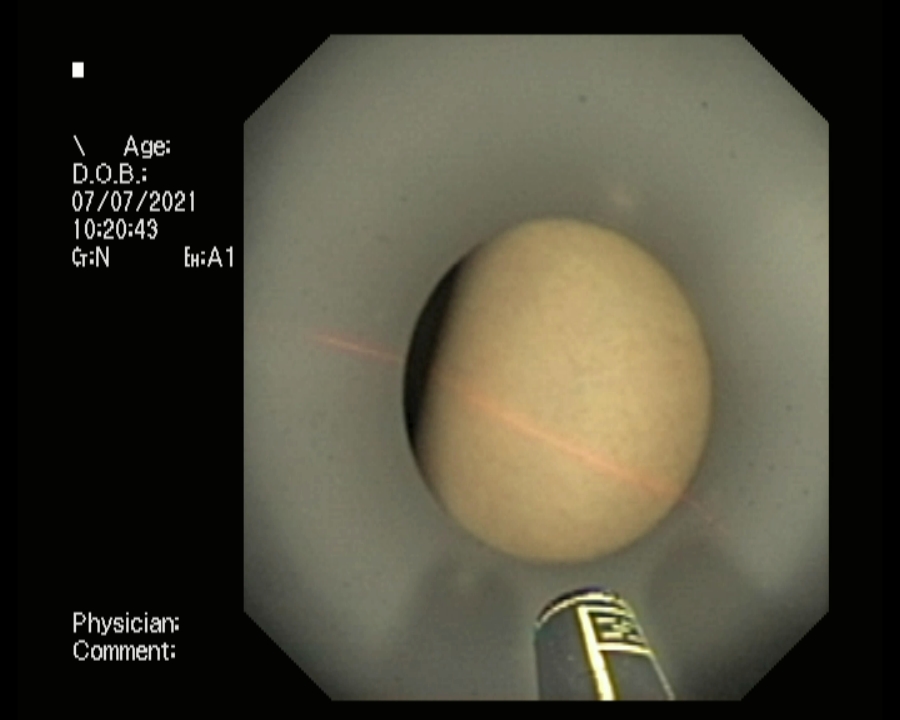 \ Age:
D.O.B.:
07/07/2021
10:20:43
Cr:N EH:A1
Physician:
Comment: